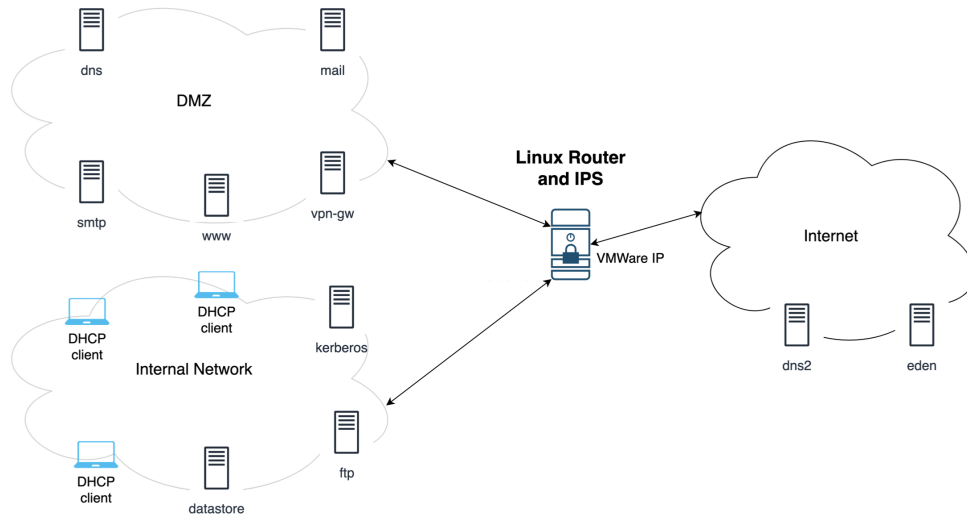 dns
mail
DMZ
smtp
www
vpn-gw
Linux Router
and IPS
VMWare IP
Internet
dns2
eden
DHCP
client
DHCP
client
kerberos
Internal Network
DHCP
client
datastore
ftp